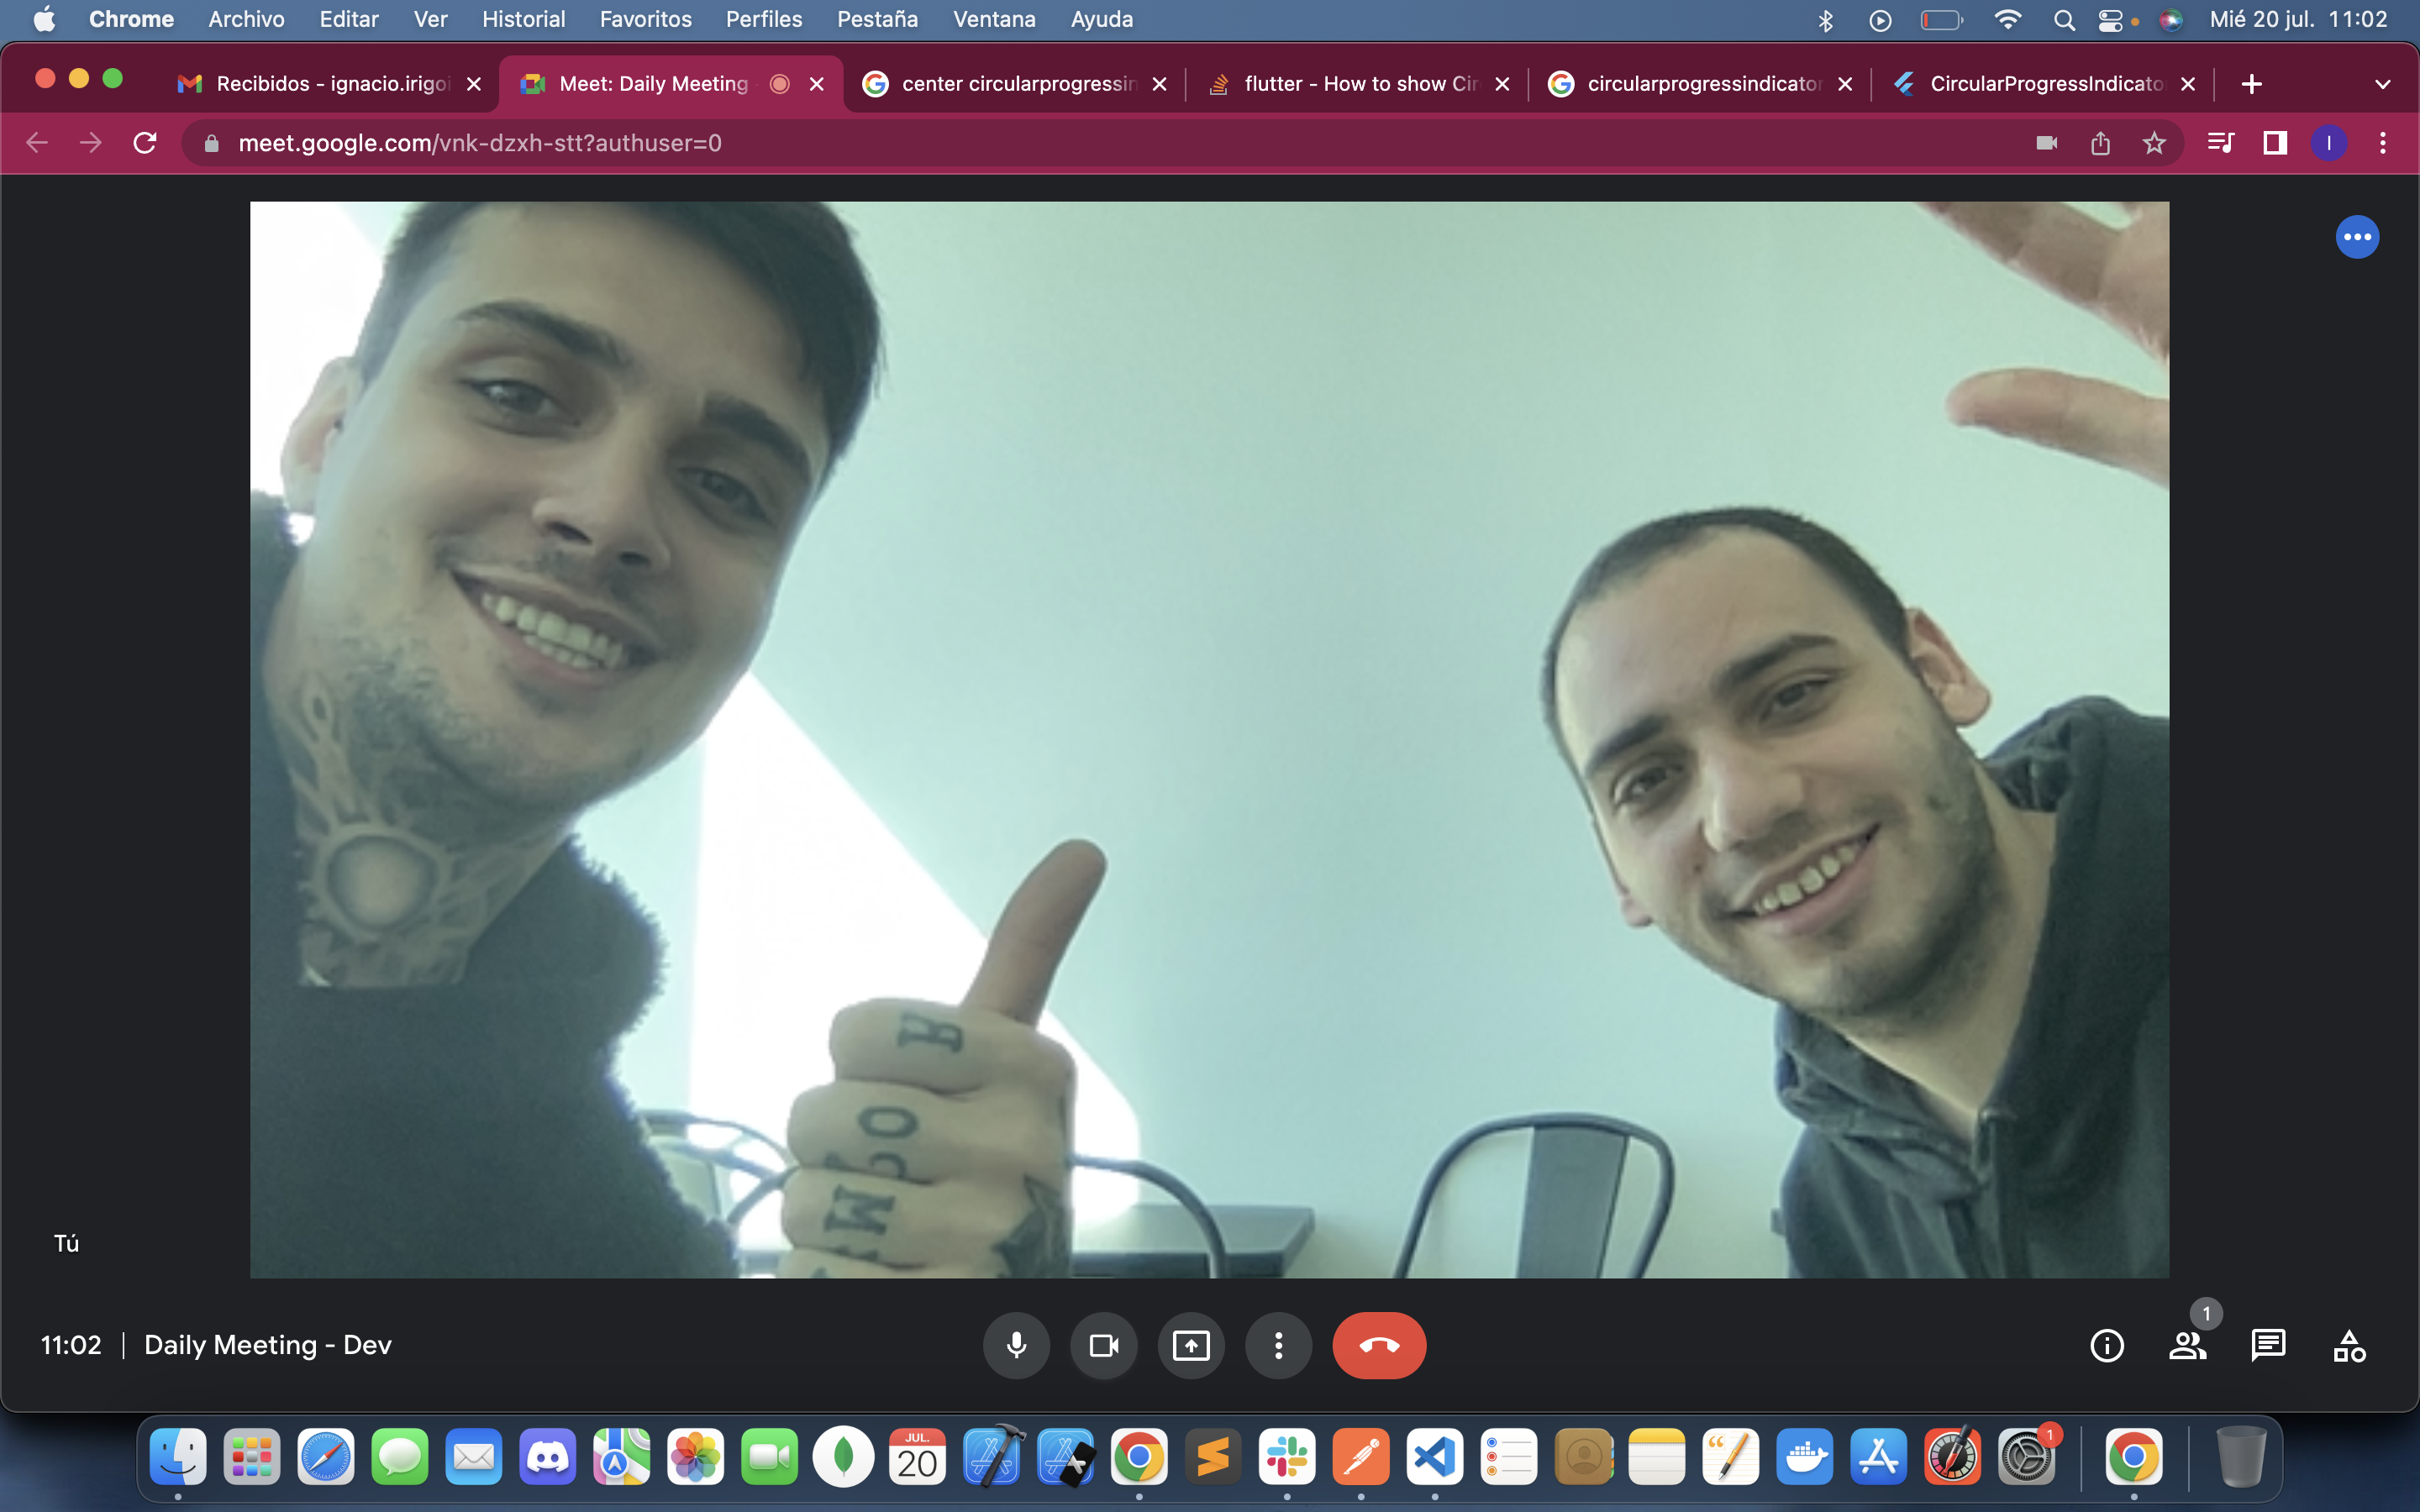 Chrome Archivo Editar Ver Historial Favoritos Perfiles Pestaña Ventana Ayuda Mié 20 jul. 11:02
Recibidos - ignacio.irigoi Meet: Daily Meeting center circularprogressin flutter - How to show Cir circularprogressindicator CircularProgressIndicato
meet.google.com/vnk-dzxh-stt?authuser=0 I
R
O
M
Tú
1
11:02 | Daily Meeting - Dev
JUL.
20
1